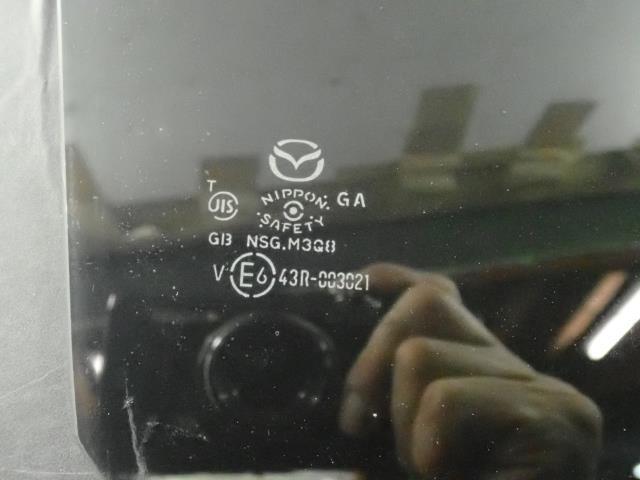 T
JIS
NIPPON
SAFETY
GA
GB NSG.M3Q8
V E6 43R-003021